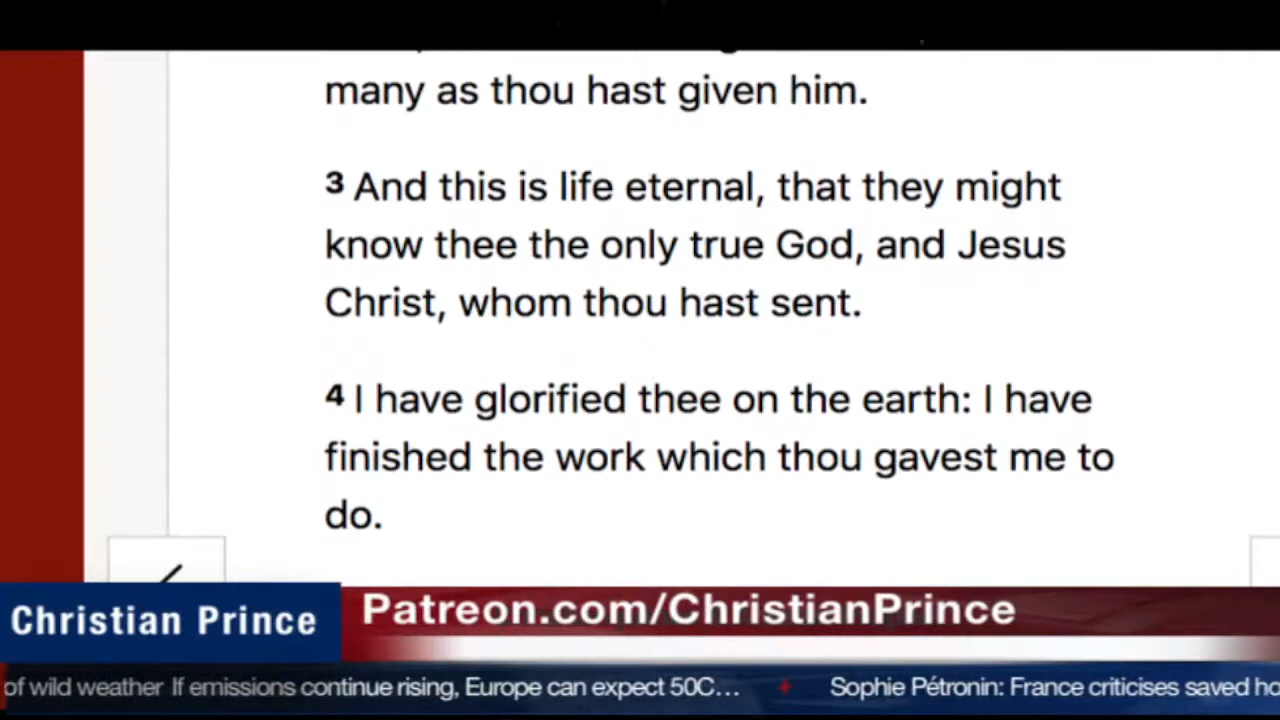 many as thou hast given him.
3 And this is life eternal, that they might
know thee the only true God, and Jesus
Christ, whom thou hast sent.
4 I have glorified thee on the earth: I have
finished the work which thou gavest me to
do.
Christian Prince
Patreon.com/ChristianPrince
of wild weather If emissions continue rising, Europe can expect 50C… + Sophie Pétronin: France criticises saved